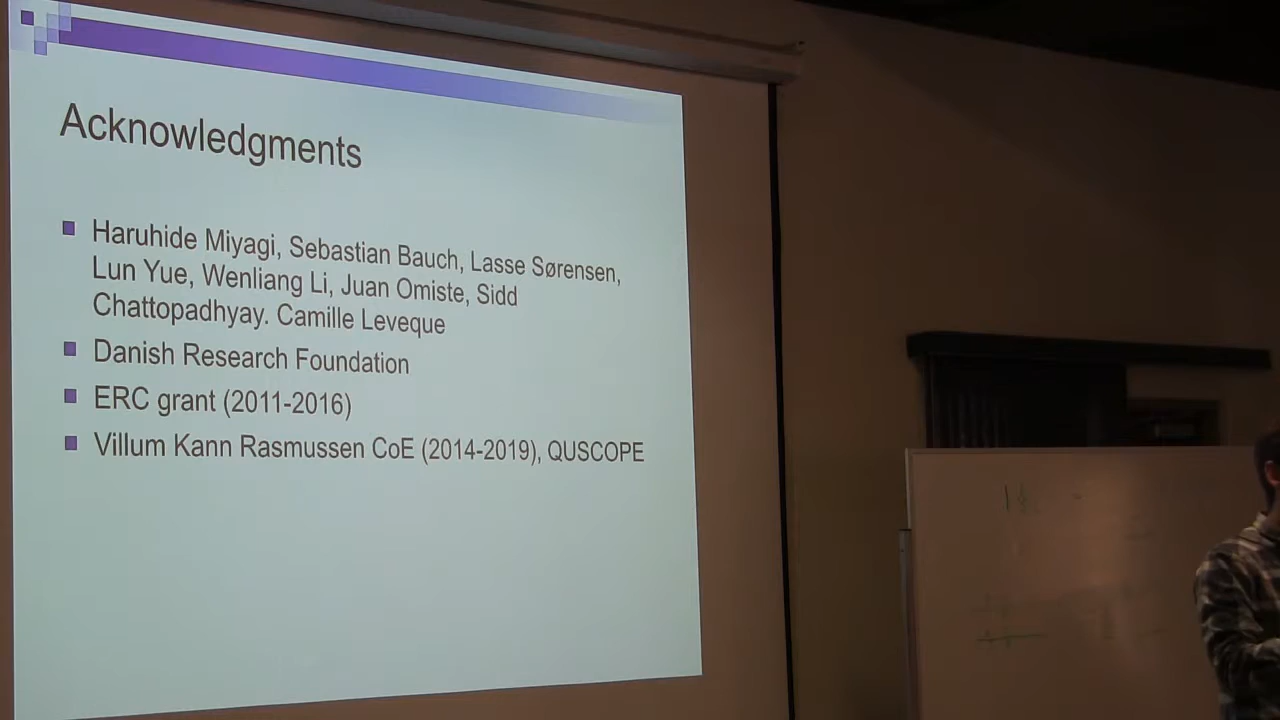 Acknowledgments
Haruhide Miyagi, Sebastian Bauch, Lasse Sørensen,
Lun Yue, Wenliang Li, Juan Omiste, Sidd
Chattopadhyay. Camille Leveque
Danish Research Foundation
ERC grant (2011-2016)
Villum Kann Rasmussen CoE (2014-2019), QUSCOPE